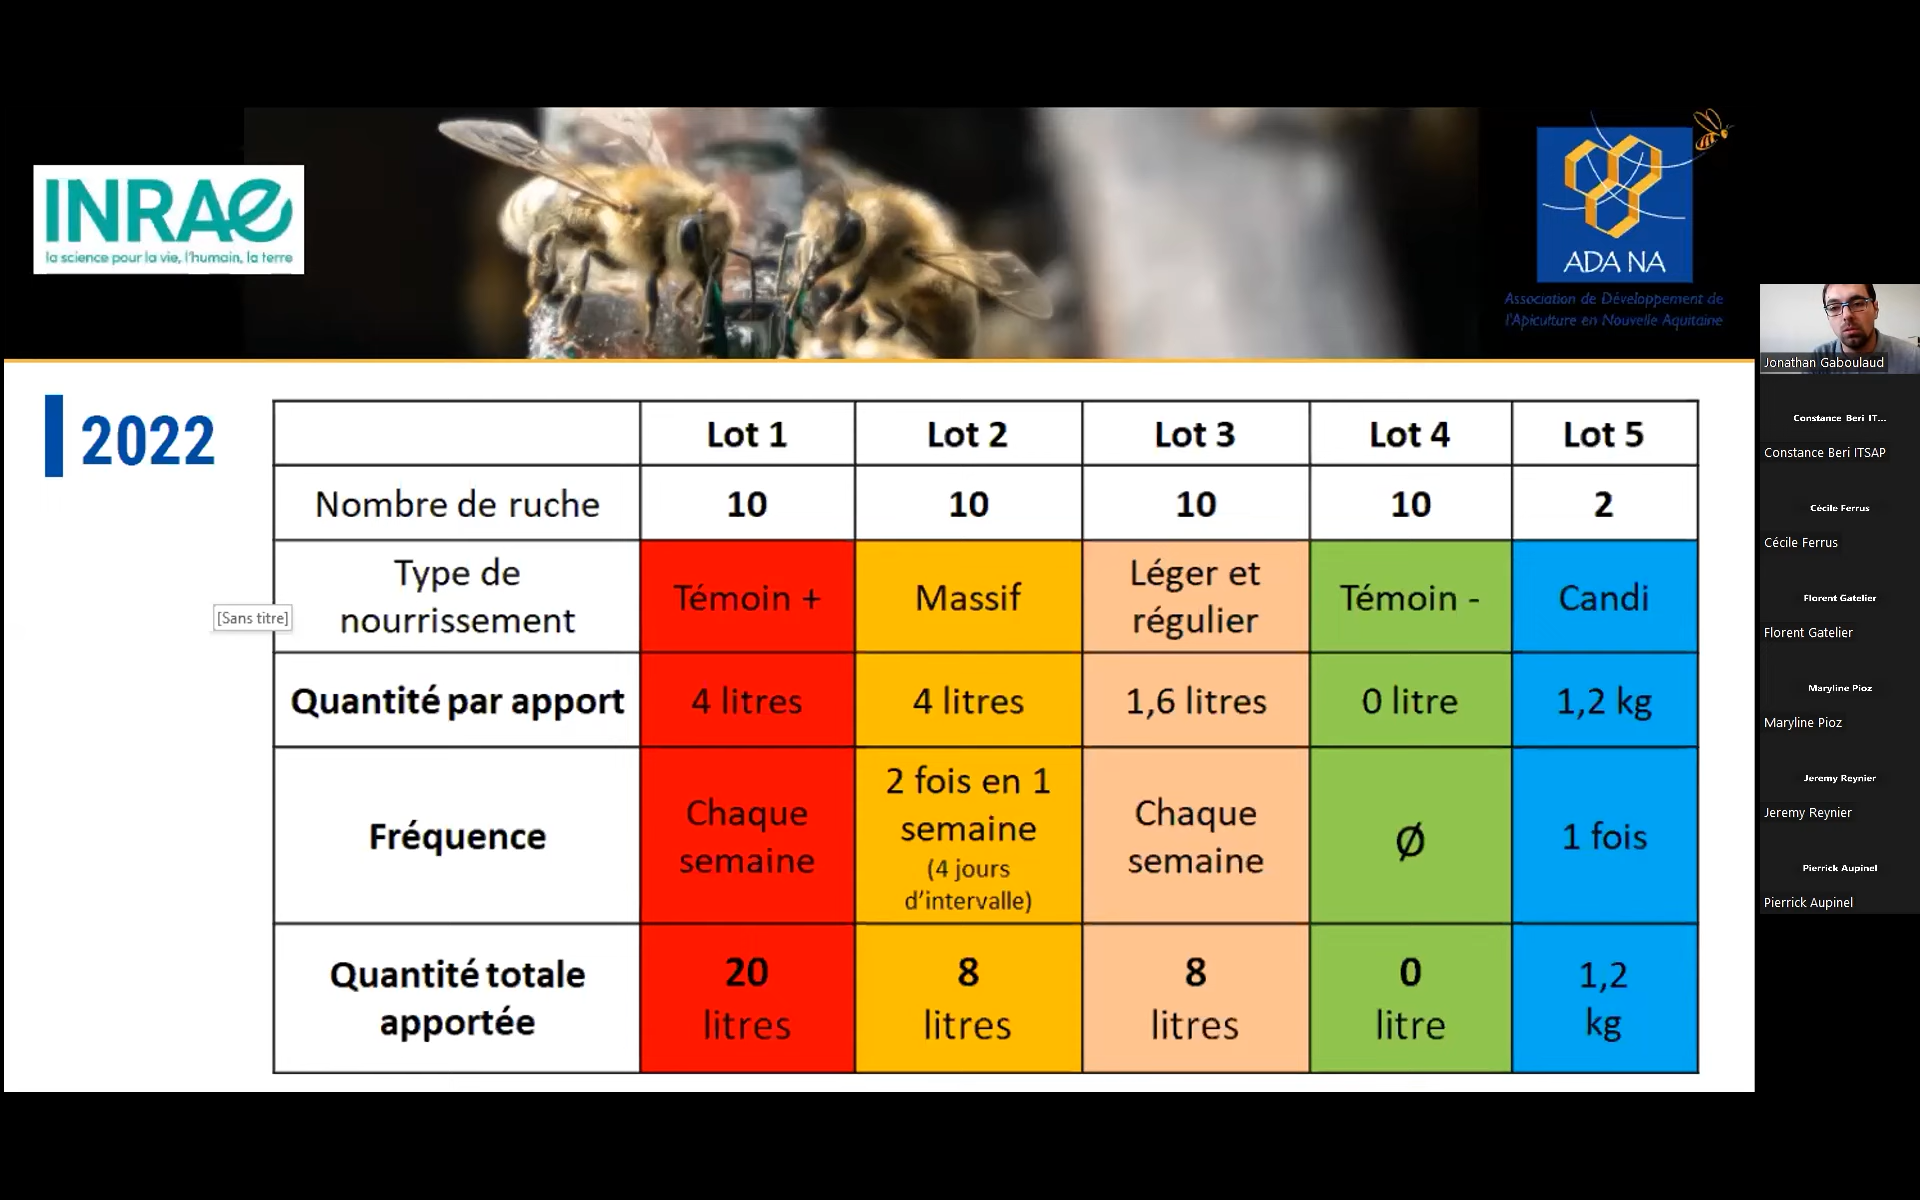 INRAE
la science pour la vie, l'humain, la terre
ADA NA
Association de Développement de
l'Apiculture en Nouvelle Aquitaine
2022
[Sans titre]
Lot 1 Lot 2 Lot 3 Lot 4 Lot 5
Nombre de ruche 10 10 10 10 2
Type de
nourrissement
Témoin +
Massif
Léger et
régulier
Témoin -
Candi
Quantité par apport 4 litres 4 litres 1,6 litres 0 litre 1,2 kg
Fréquence
Chaque
semaine
2 fois en 1
semaine
(4 jours
d'intervalle)
Chaque
semaine
Ø
1 fois
Quantité totale
apportée
20
litres
8
litres
8
litres
0
litre
1,2
kg
Jonathan Gaboulaud
Constance Beri IT...
Constance Beri ITSAP
Cécile Ferrus
Cécile Ferrus
Florent Gatelier
Florent Gatelier
Maryline Pioz
Maryline Pioz
Jeremy Reynier
Jeremy Reynier
Pierrick Aupinel
Pierrick Aupinel